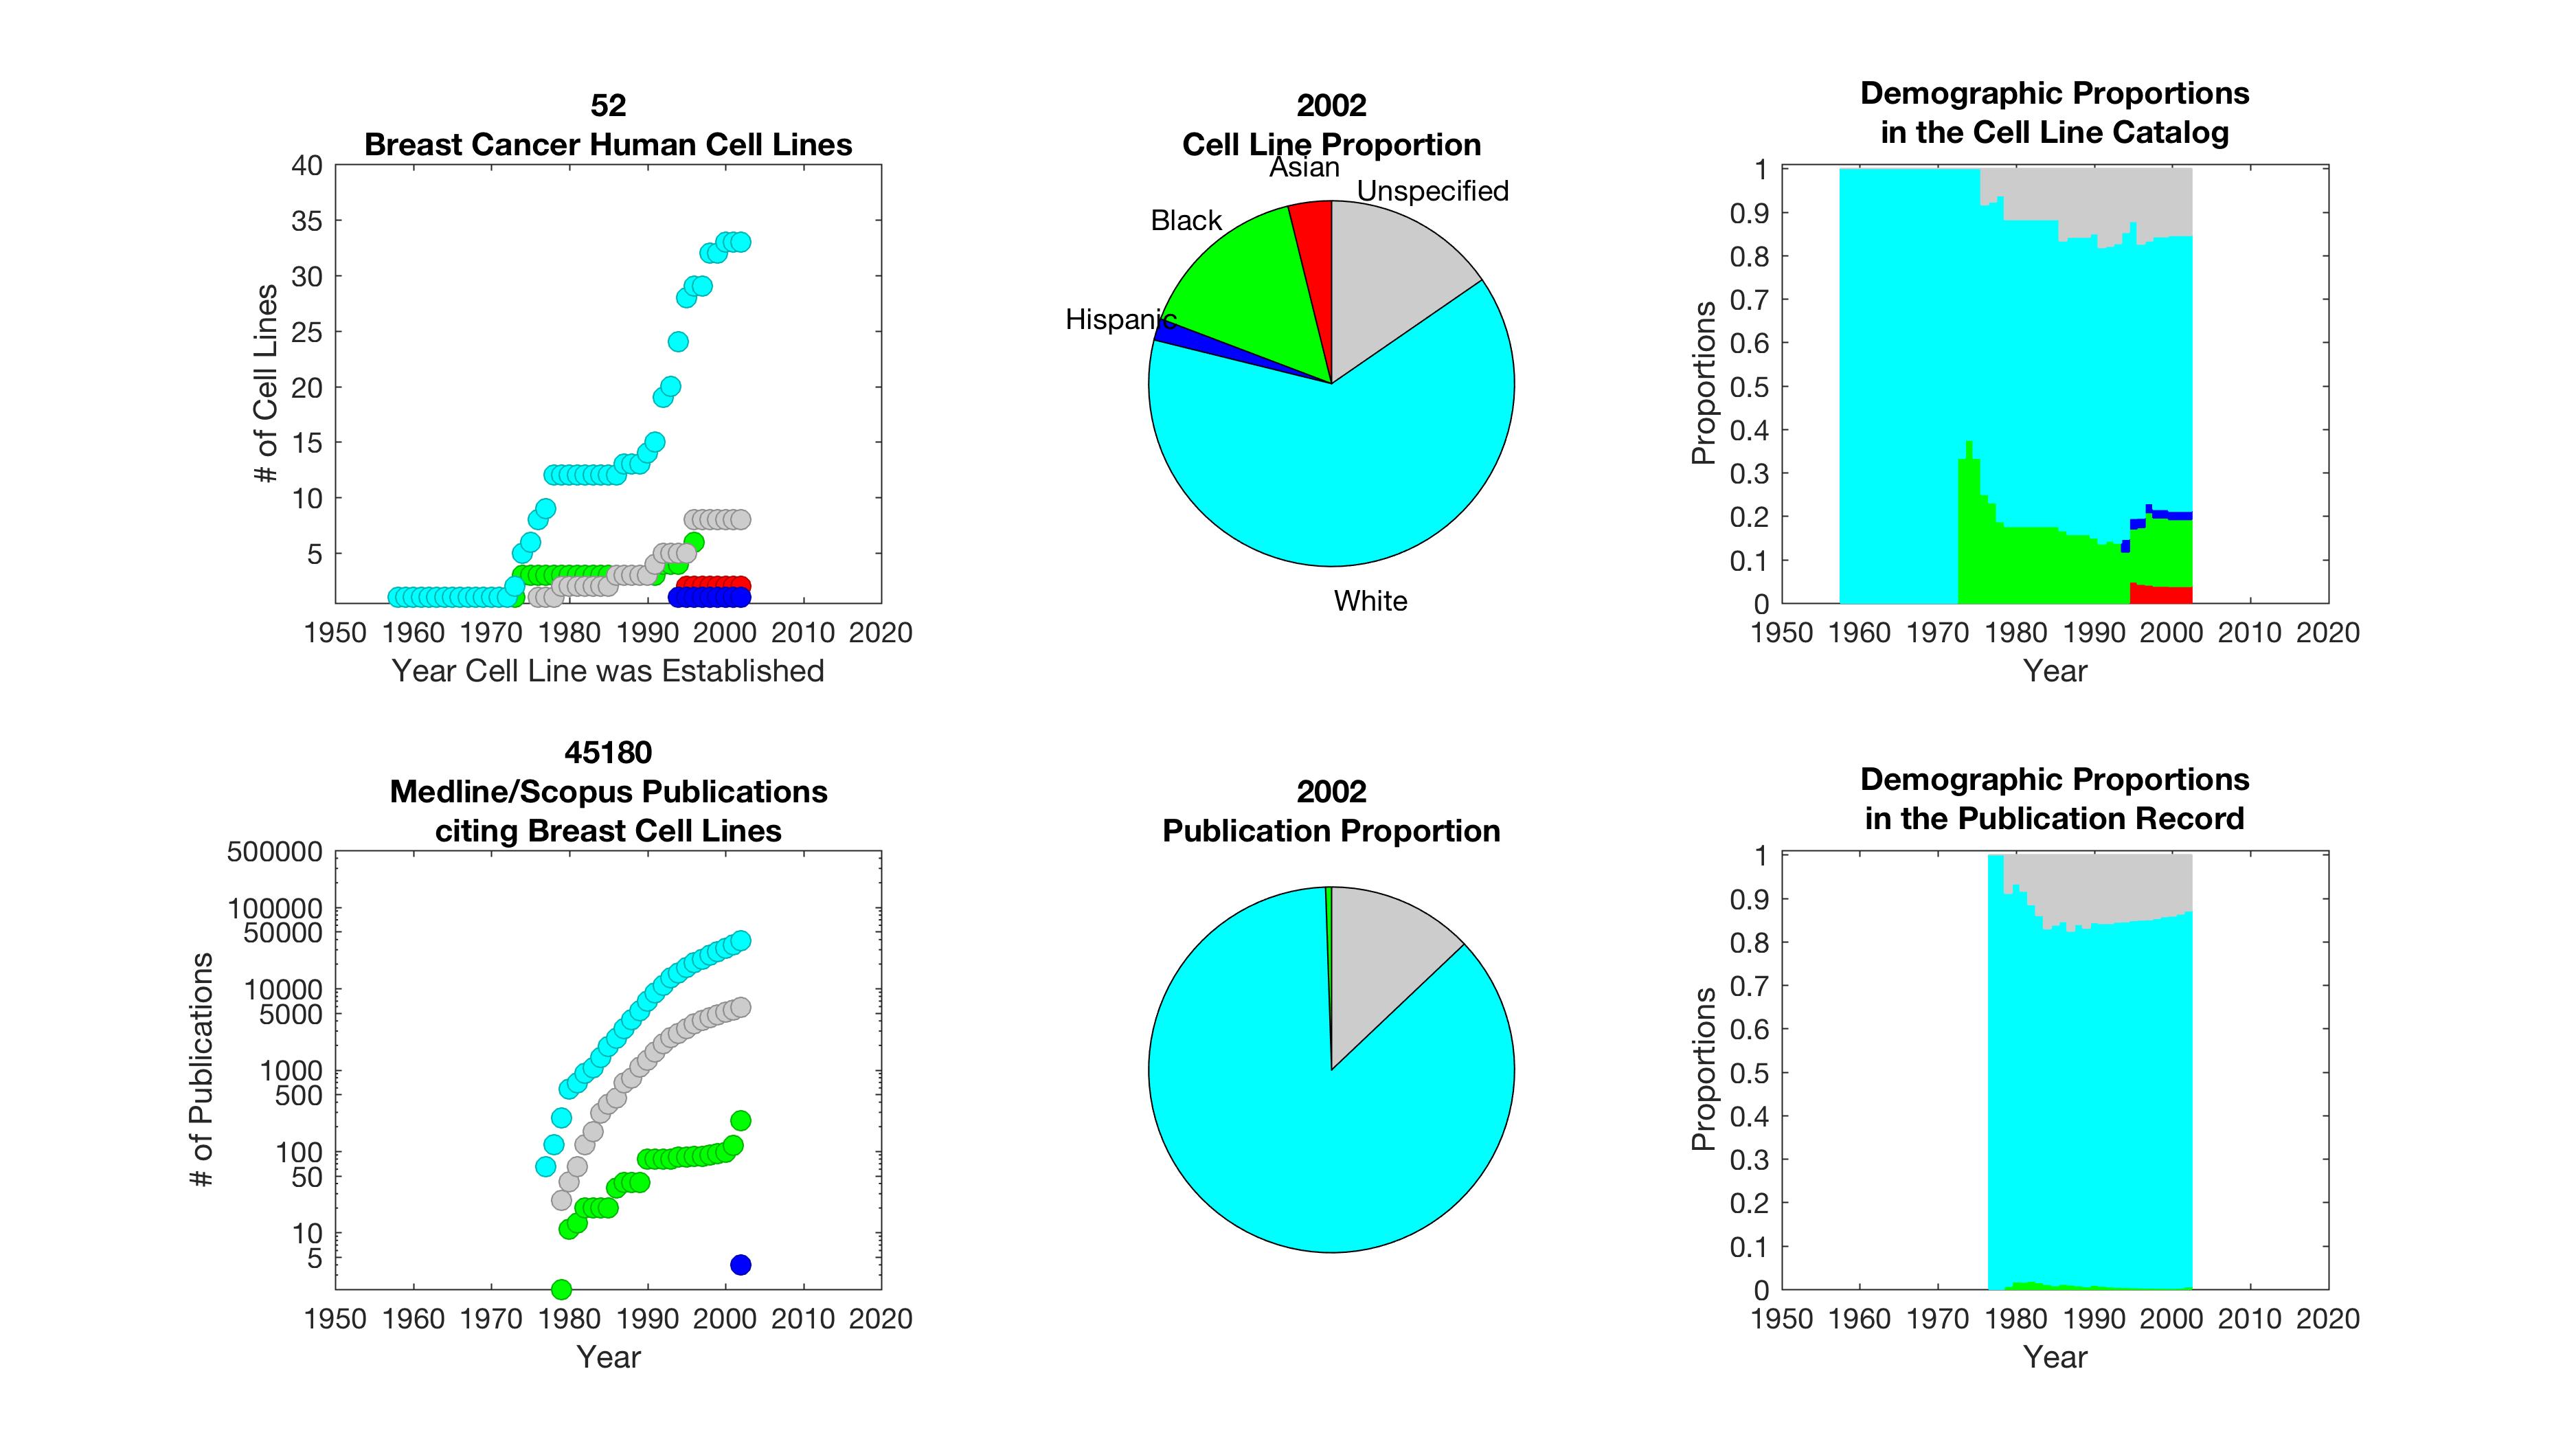 52
Breast Cancer Human Cell Lines
40
35
30
25
20
15
10
5
# of Cell Lines
1950 1960 1970 1980 1990 2000 2010 2020
Year Cell Line was Established
2002
Cell Line Proportion
Asian
Unspecified
Black
Hispanic
White
Demographic Proportions
in the Cell Line Catalog
1
0.9
0.8
0.7
0.6
0.5
0.4
0.3
0.2
0.1
0
Proportions
1950 1960 1970 1980 1990 2000 2010 2020
Year
45180
Medline/Scopus Publications
citing Breast Cell Lines
500000
100000
50000
10000
5000
1000
500
100
50
10
5
# of Publications
1950 1960 1970 1980 1990 2000 2010 2020
Year
2002
Publication Proportion
Demographic Proportions
in the Publication Record
1
0.9
0.8
0.7
0.6
0.5
0.4
0.3
0.2
0.1
0
Proportions
1950 1960 1970 1980 1990 2000 2010 2020
Year